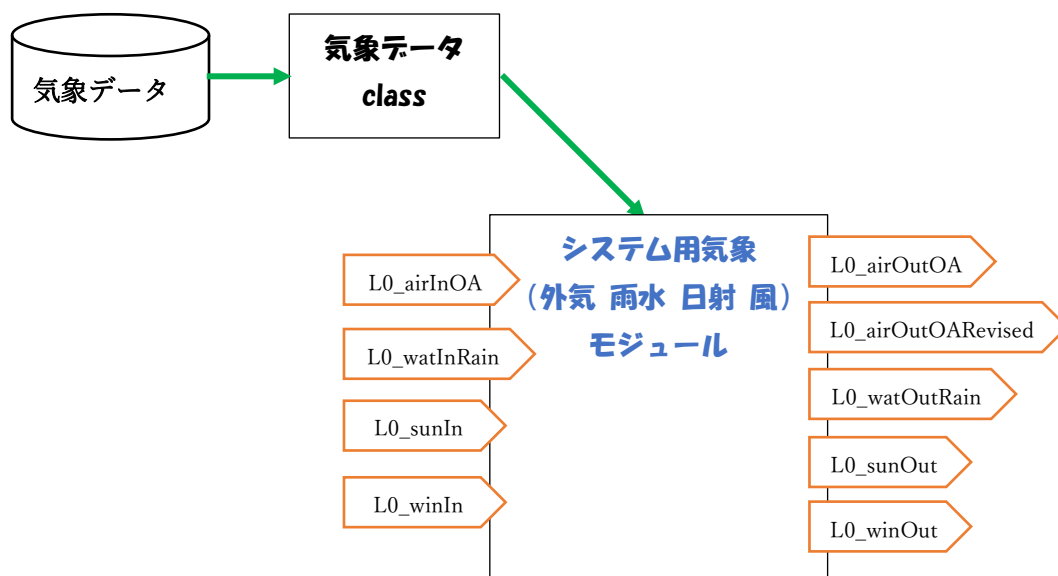 気象データ
気象データ
class
システム用気象
（外気 雨水 日射 風）
モジュール
L0_airInOA
L0_watInRain
L0_sunIn
L0_winIn
L0_airOutOA
L0_airOutOARevised
L0_watOutRain
L0_sunOut
L0_winOut